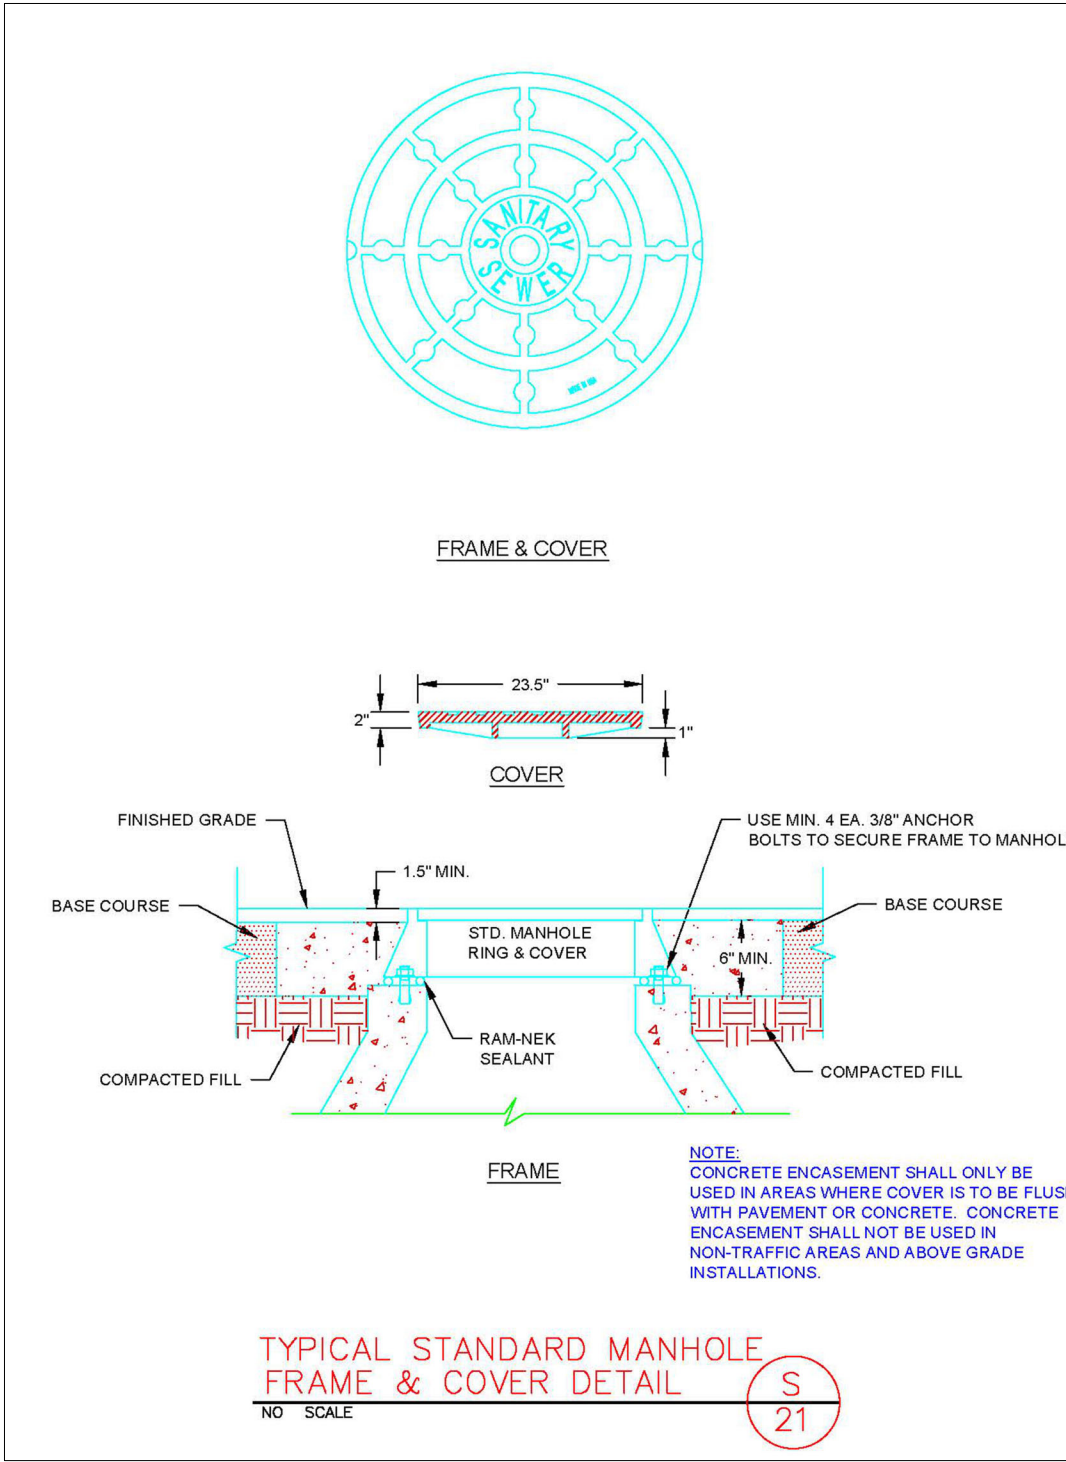 SANITARY
SEWER
MADE IN USA
FRAME & COVER
23.5"
2"
1"
COVER
FINISHED GRADE
USE MIN. 4 EA. 3/8" ANCHOR
BOLTS TO SECURE FRAME TO MANHOL
1.5" MIN.
BASE COURSE
BASE COURSE
STD. MANHOLE
RING & COVER
6" MIN.
RAM-NEK
SEALANT
COMPACTED FILL
COMPACTED FILL
FRAME
NOTE:
CONCRETE ENCASEMENT SHALL ONLY BE
USED IN AREAS WHERE COVER IS TO BE FLUS
WITH PAVEMENT OR CONCRETE. CONCRETE
ENCASEMENT SHALL NOT BE USED IN
NON-TRAFFIC AREAS AND ABOVE GRADE
INSTALLATIONS.
TYPICAL STANDARD MANHOLE
FRAME & COVER DETAIL
NO SCALE
S
21